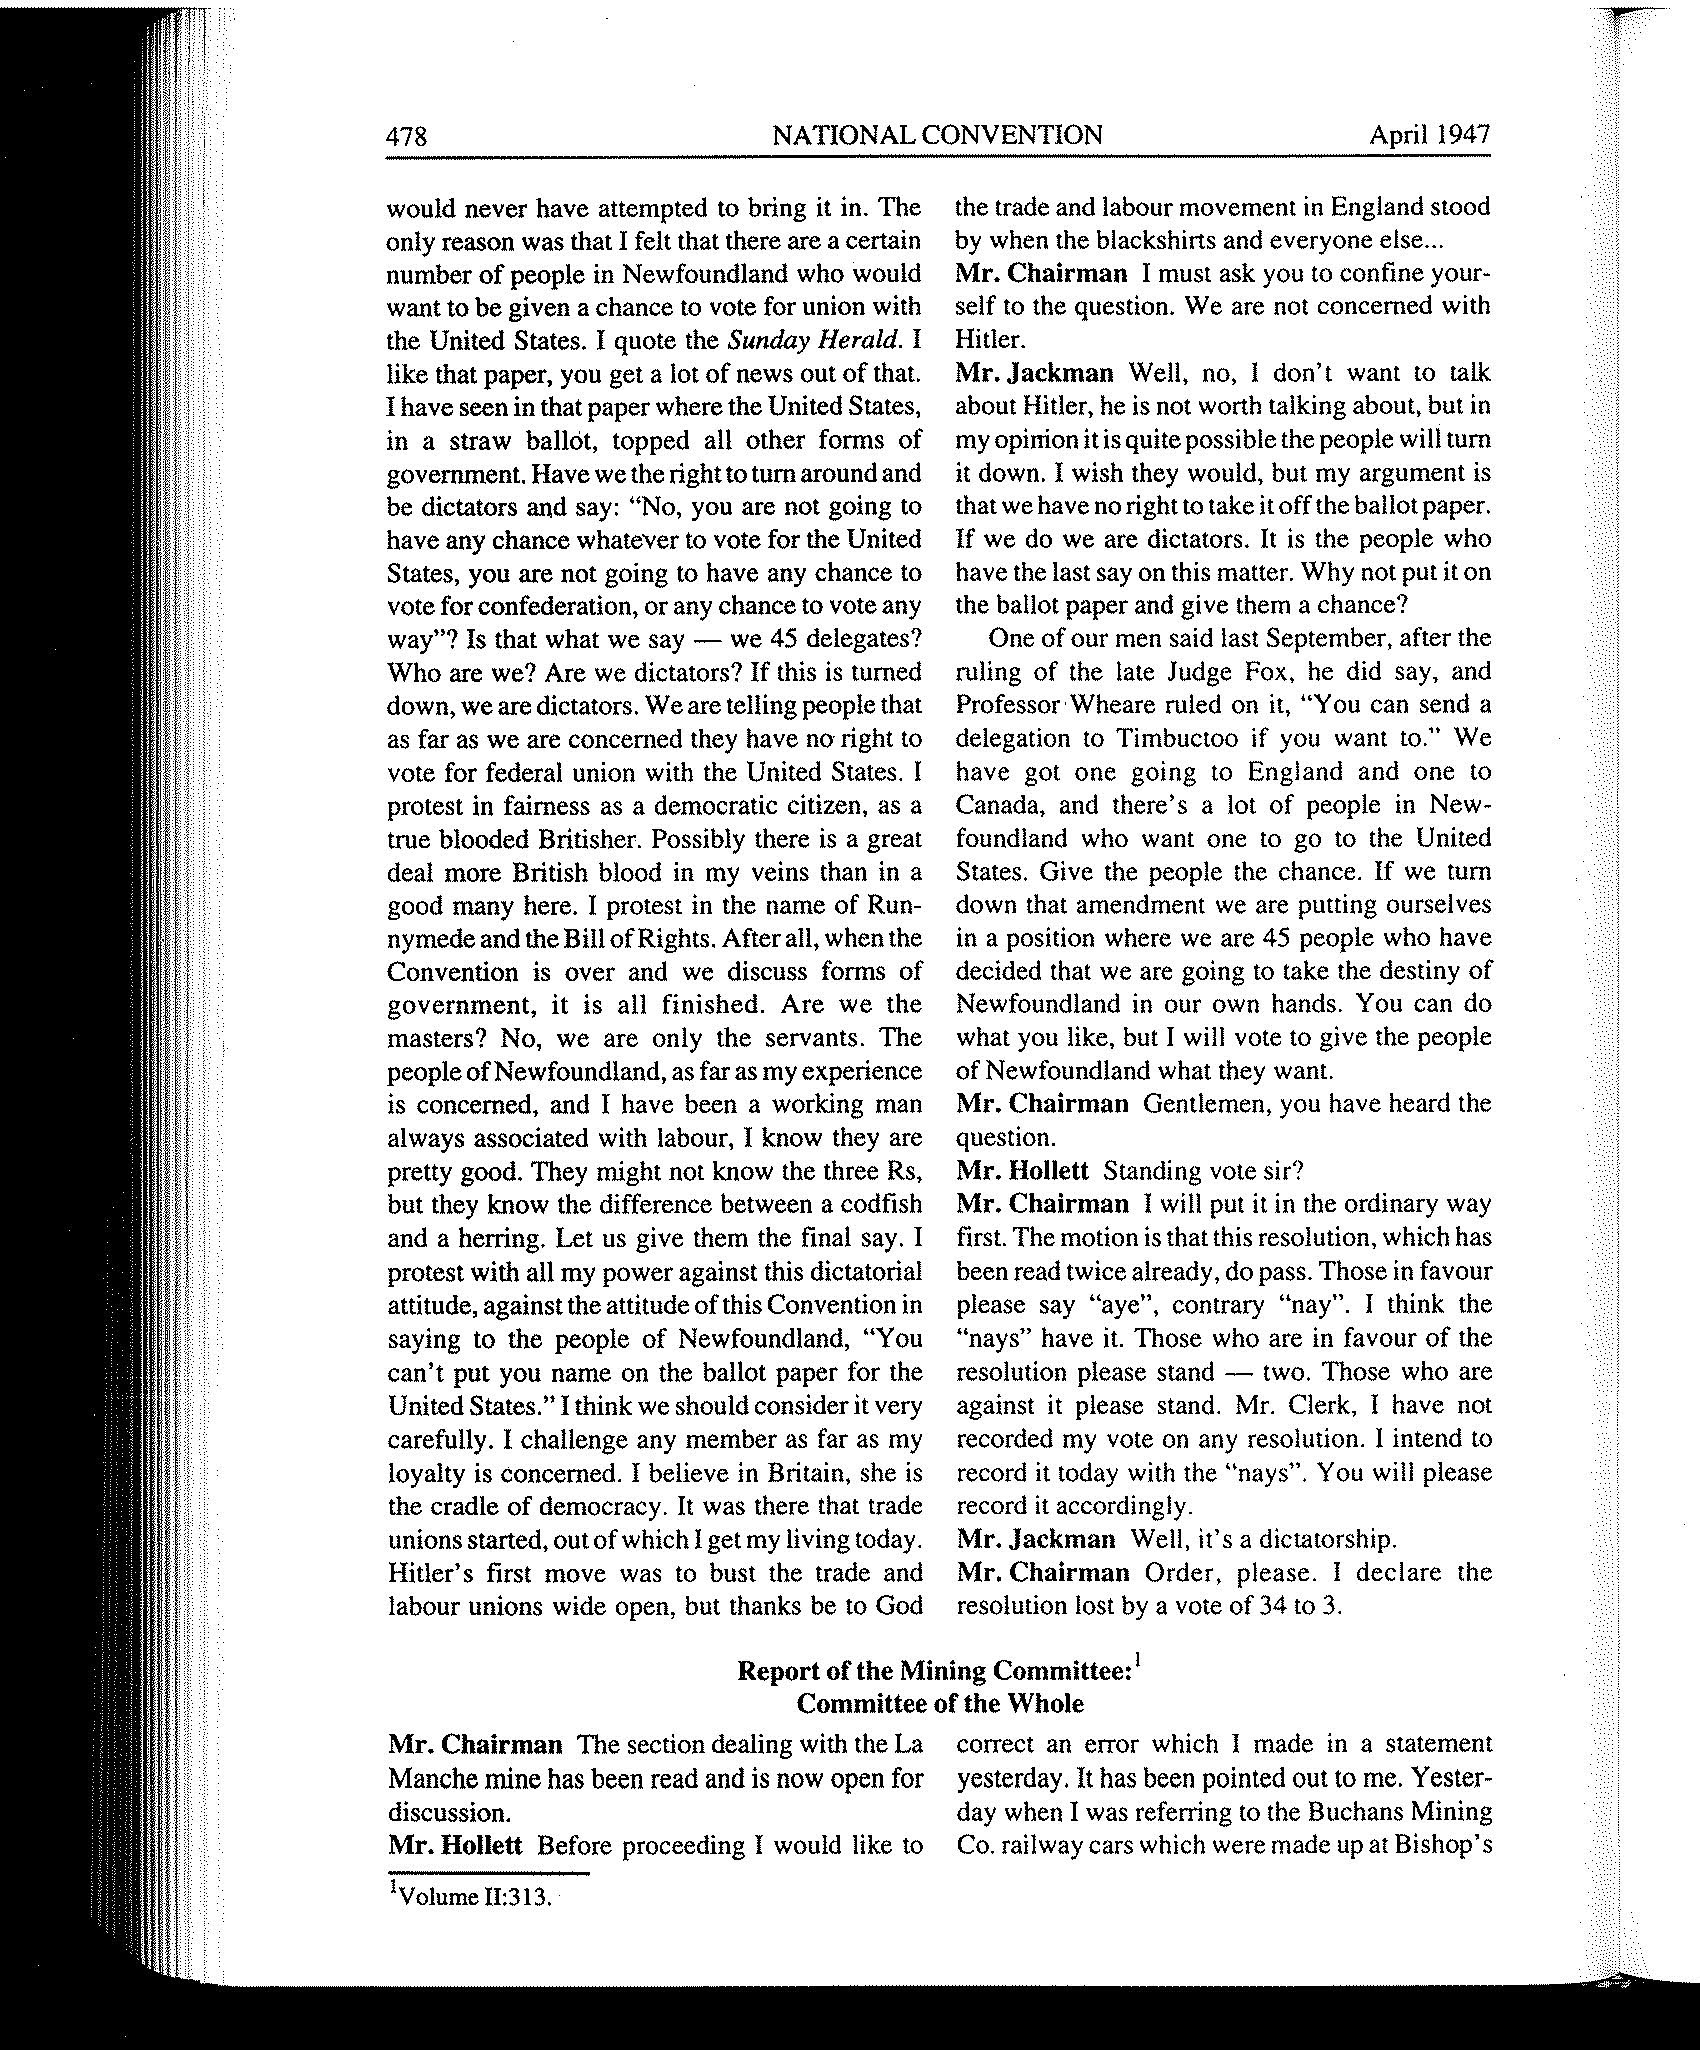 478 NATIONAL CONVENTION April 1947
would never have attempted to bring it in. The
only reason was that I felt that there are a certain
number of people in Newfoundland who would
want to be given a chance to vote for union with
the United States. I quote the Sunday Herald. I
like that paper, you get a lot of news out of that.
I have seen in that paper where the United States,
in a straw ballot, topped all other forms of
government. Have we the right to turn around and
be dictators and say: “No, you are not going to
have any chance whatever to vote for the United
States, you are not going to have any chance to
vote for confederation, or any chance to vote any
way”? Is that what we say — we 45 delegates?
Who are we? Are we dictators? If this is turned
down, we are dictators. We are telling people that
as far as we are concerned they have no right to
vote for federal union with the United States. I
protest in fairness as a democratic citizen, as a
true blooded Britisher. Possibly there is a great
deal more British blood in my veins than in a
good many here. I protest in the name of Run-
nymede and the Bill of Rights. After all, when the
Convention is over and we discuss forms of
government, it is all finished. Are we the
masters? No, we are only the servants. The
people of Newfoundland, as far as my experience
is concerned, and I have been a working man
always associated with labour, I know they are
pretty good. They might not know the three Rs,
but they know the difference between a codfish
and a herring. Let us give them the final say. I
protest with all my power against this dictatorial
attitude, against the attitude of this Convention in
saying to the people of Newfoundland, “You
can't put you name on the ballot paper for the
United States.” I think we should consider it very
carefully. I challenge any member as far as my
loyalty is concerned. I believe in Britain, she is
the cradle of democracy. It was there that trade
unions started, out of which I get my living today.
Hitler's first move was to bust the trade and
labour unions wide open, but thanks be to God
the trade and labour movement in England stood
by when the blackshirts and everyone else...
Mr. Chairman I must ask you to confine your-
self to the question. We are not concerned with
Hitler.
Mr. Jackman Well, no, I don't want to talk
about Hitler, he is not worth talking about, but in
my opinion it is quite possible the people will turn
it down. I wish they would, but my argument is
that we have no right to take it off the ballot paper.
If we do we are dictators. It is the people who
have the last say on this matter. Why not put it on
the ballot paper and give them a chance?
One of our men said last September, after the
ruling of the late Judge Fox, he did say, and
Professor Wheare ruled on it, “You can send a
delegation to Timbuctoo if you want to.” We
have got one going to England and one to
Canada, and there's a lot of people in New-
foundland who want one to go to the United
States. Give the people the chance. If we turn
down that amendment we are putting ourselves
in a position where we are 45 people who have
decided that we are going to take the destiny of
Newfoundland in our own hands. You can do
what you like, but I will vote to give the people
of Newfoundland what they want.
Mr. Chairman Gentlemen, you have heard the
question.
Mr. Hollett Standing vote sir?
Mr. Chairman I will put it in the ordinary way
first. The motion is that this resolution, which has
been read twice already, do pass. Those in favour
please say “aye”, contrary “nay”. I think the
“nays” have it. Those who are in favour of the
resolution please stand — two. Those who are
against it please stand. Mr. Clerk, I have not
recorded my vote on any resolution. I intend to
record it today with the “nays”. You will please
record it accordingly.
Mr. Jackman Well, it's a dictatorship.
Mr. Chairman Order, please. I declare the
resolution lost by a vote of 34 to 3.
Report of the Mining Committee:¹
Committee of the Whole
Mr. Chairman The section dealing with the La
Manche mine has been read and is now open for
discussion.
Mr. Hollett Before proceeding I would like to
correct an error which I made in a statement
yesterday. It has been pointed out to me. Yester-
day when I was referring to the Buchans Mining
Co. railway cars which were made up at Bishop's
¹Volume II:313.